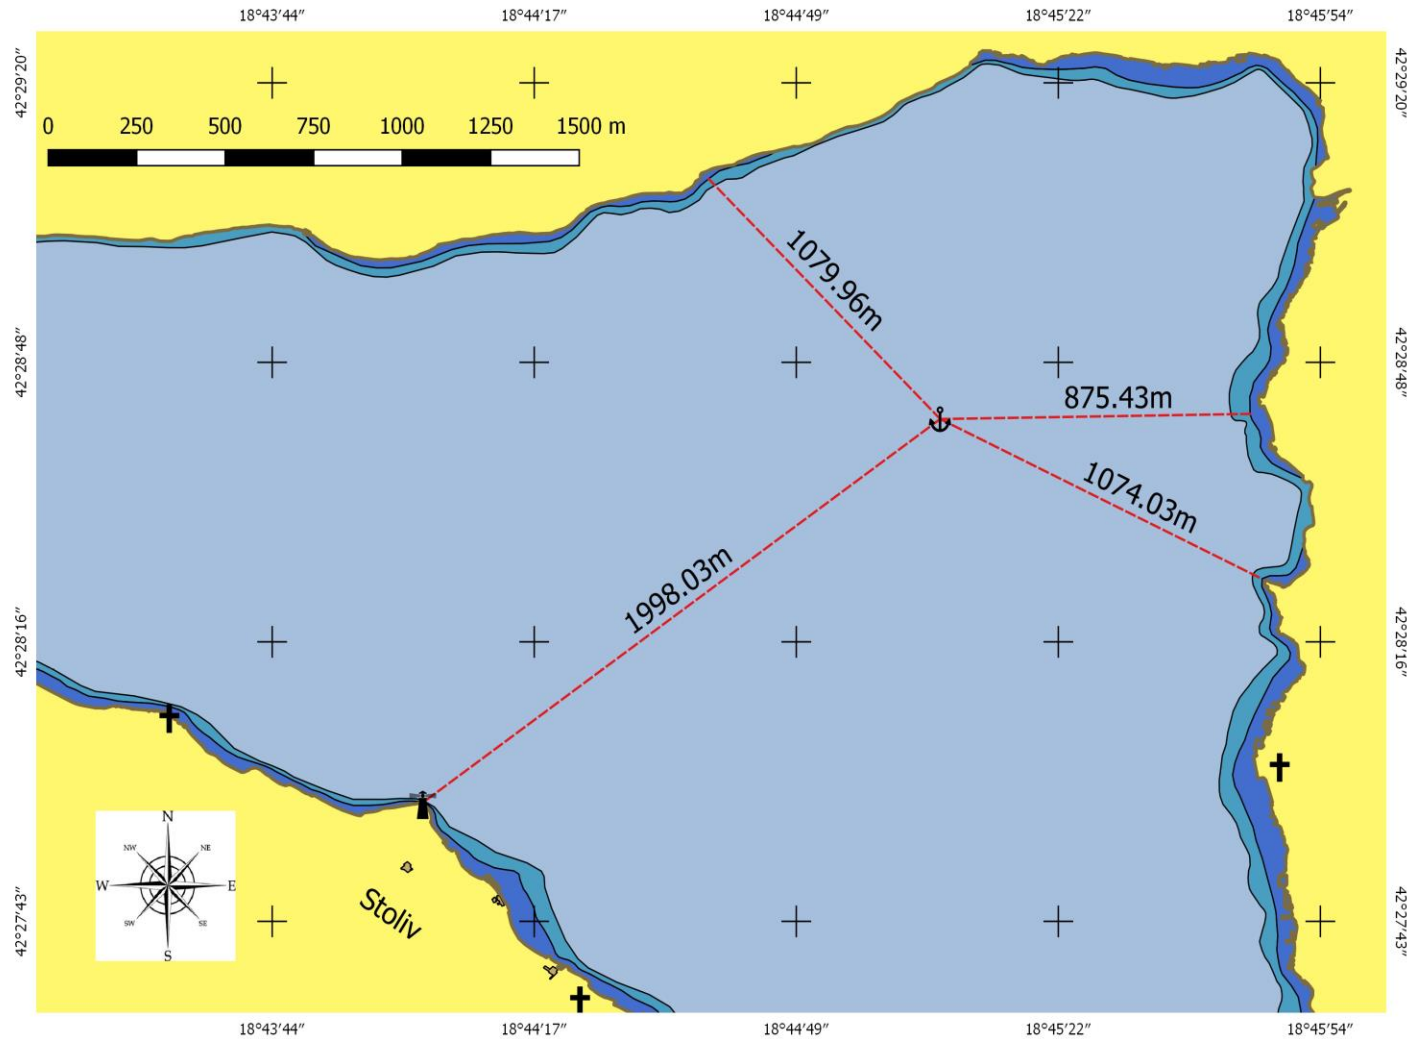 18°43′44″ 18°44′17″ 18°44′49″ 18°45′22″ 18°45′54″
42°29′20″ 42°29′20″
0 250 500 750 1000 1250 1500 m
1079.96m
42°28′48″ 42°28′48″
875.43m
1074.03m
1998.03m
42°28′16″ 42°28′16″
N
NW NE
W E
SW SE
S
Stoliv
42°27′43″ 42°27′43″
18°43′44″ 18°44′17″ 18°44′49″ 18°45′22″ 18°45′54″